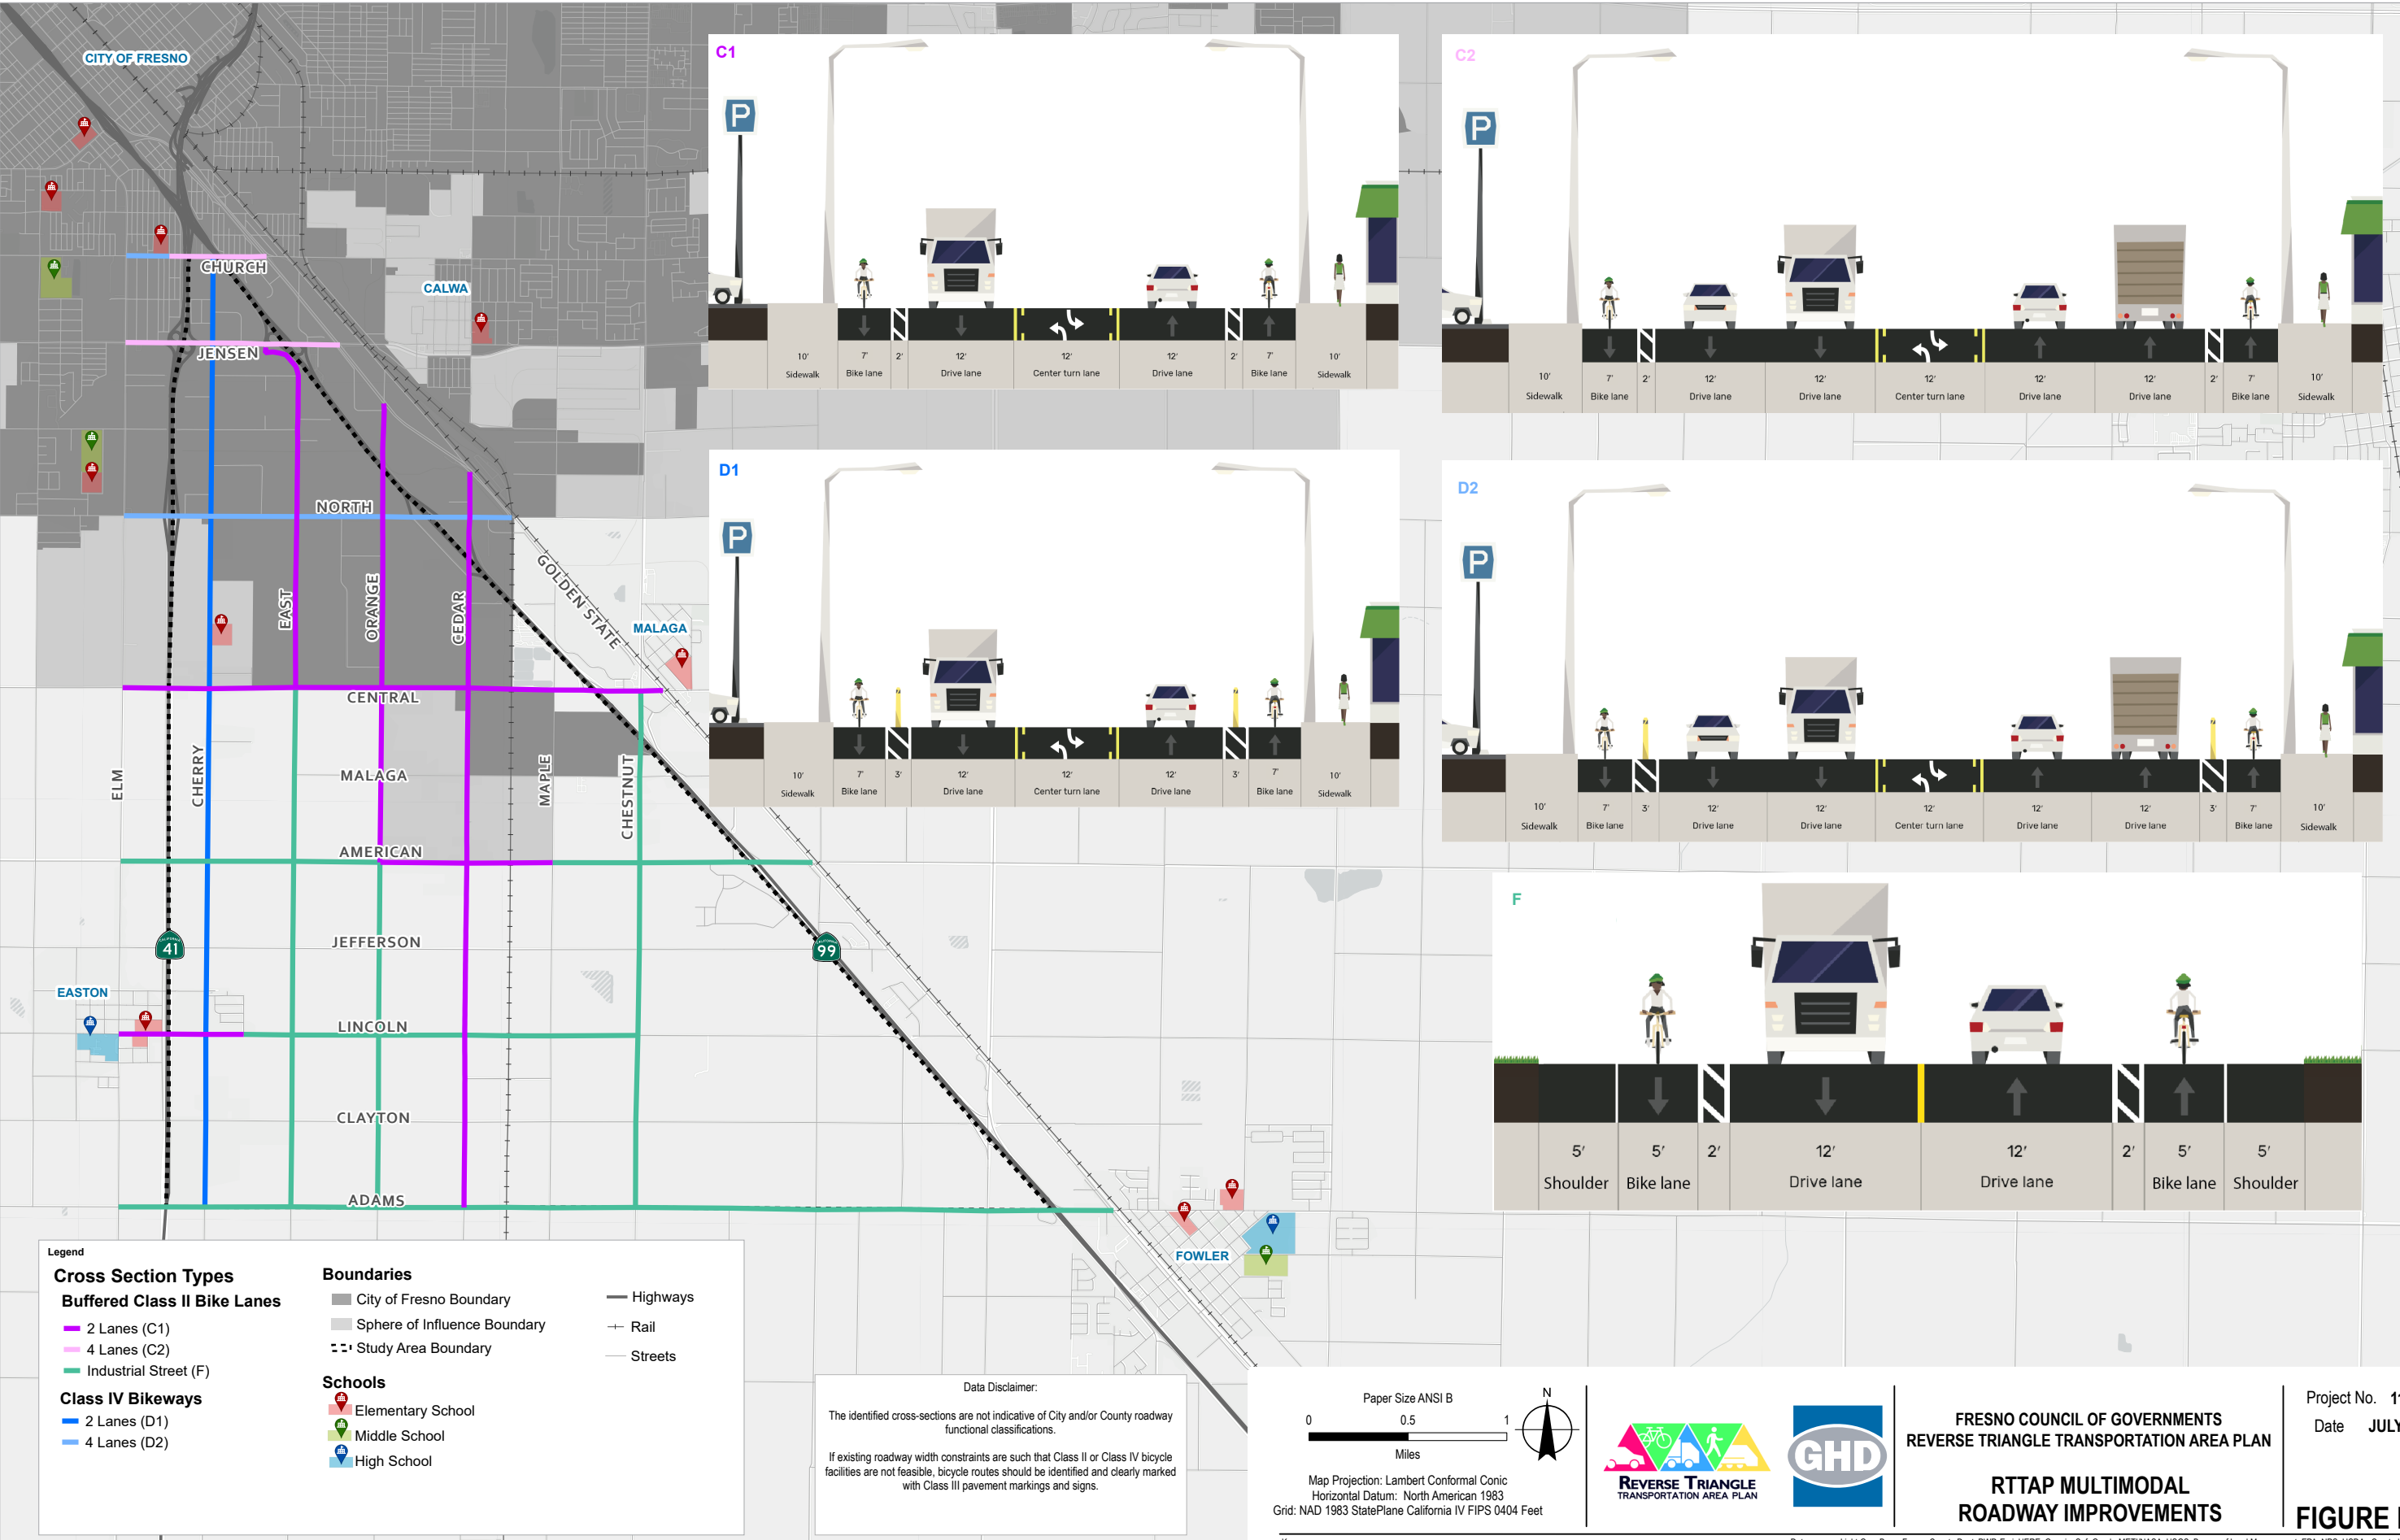 CITY OF FRESNO
CHURCH
CALWA
JENSEN
NORTH
GOLDEN STATE
MALAGA
EAST
ORANGE
CEDAR
CENTRAL
ELM
CHERRY
MALAGA
MAPLE
CHESTNUT
AMERICAN
JEFFERSON
CALIFORNIA
41
CALIFORNIA
99
EASTON
LINCOLN
CLAYTON
ADAMS
FOWLER
C1
P
10' 7' 2' 12' 12' 12' 2' 7' 10'
Sidewalk Bike lane Drive lane Center turn lane Drive lane Bike lane Sidewalk
C2
P
10' 7' 2' 12' 12' 12' 12' 12' 2' 7' 10'
Sidewalk Bike lane Drive lane Drive lane Center turn lane Drive lane Drive lane Bike lane Sidewalk
D1
P
10' 7' 3' 12' 12' 12' 3' 7' 10'
Sidewalk Bike lane Drive lane Center turn lane Drive lane Bike lane Sidewalk
D2
P
10' 7' 3' 12' 12' 12' 12' 12' 3' 7' 10'
Sidewalk Bike lane Drive lane Drive lane Center turn lane Drive lane Drive lane Bike lane Sidewalk
F
5' 5' 2' 12' 12' 2' 5' 5'
Shoulder Bike lane Drive lane Drive lane Bike lane Shoulder
Legend
Cross Section Types
Buffered Class II Bike Lanes
2 Lanes (C1)
4 Lanes (C2)
Industrial Street (F)
Class IV Bikeways
2 Lanes (D1)
4 Lanes (D2)
Boundaries
City of Fresno Boundary
Sphere of Influence Boundary
Study Area Boundary
Schools
Elementary School
Middle School
High School
Highways
Rail
Streets
Data Disclaimer:
The identified cross-sections are not indicative of City and/or County roadway
functional classifications.
If existing roadway width constraints are such that Class II or Class IV bicycle
facilities are not feasible, bicycle routes should be identified and clearly marked
with Class III pavement markings and signs.
Paper Size ANSI B
0 0.5 1
Miles
Map Projection: Lambert Conformal Conic
Horizontal Datum: North American 1983
Grid: NAD 1983 StatePlane California IV FIPS 0404 Feet
N
REVERSE TRIANGLE
TRANSPORTATION AREA PLAN
GHD
FRESNO COUNCIL OF GOVERNMENTS
REVERSE TRIANGLE TRANSPORTATION AREA PLAN
RTTAP MULTIMODAL
ROADWAY IMPROVEMENTS
Project No. 11
Date JULY
FIGURE